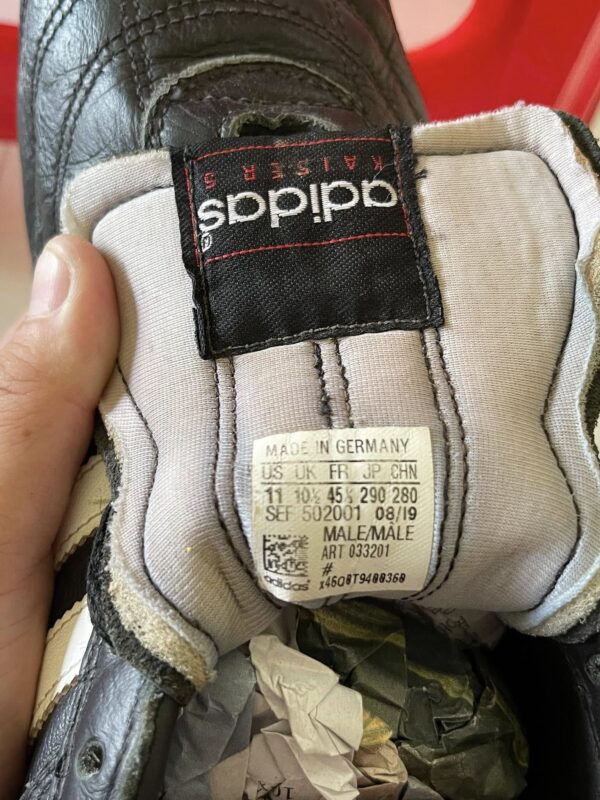 adidas
KAISER 5
MADE IN GERMANY
US UK FR JP CHN
11 10½ 45⅓ 290 280
SEF 502001 08/19
MALE/MÂLE
ART 033201
#
adidas
x46Q0T9400360